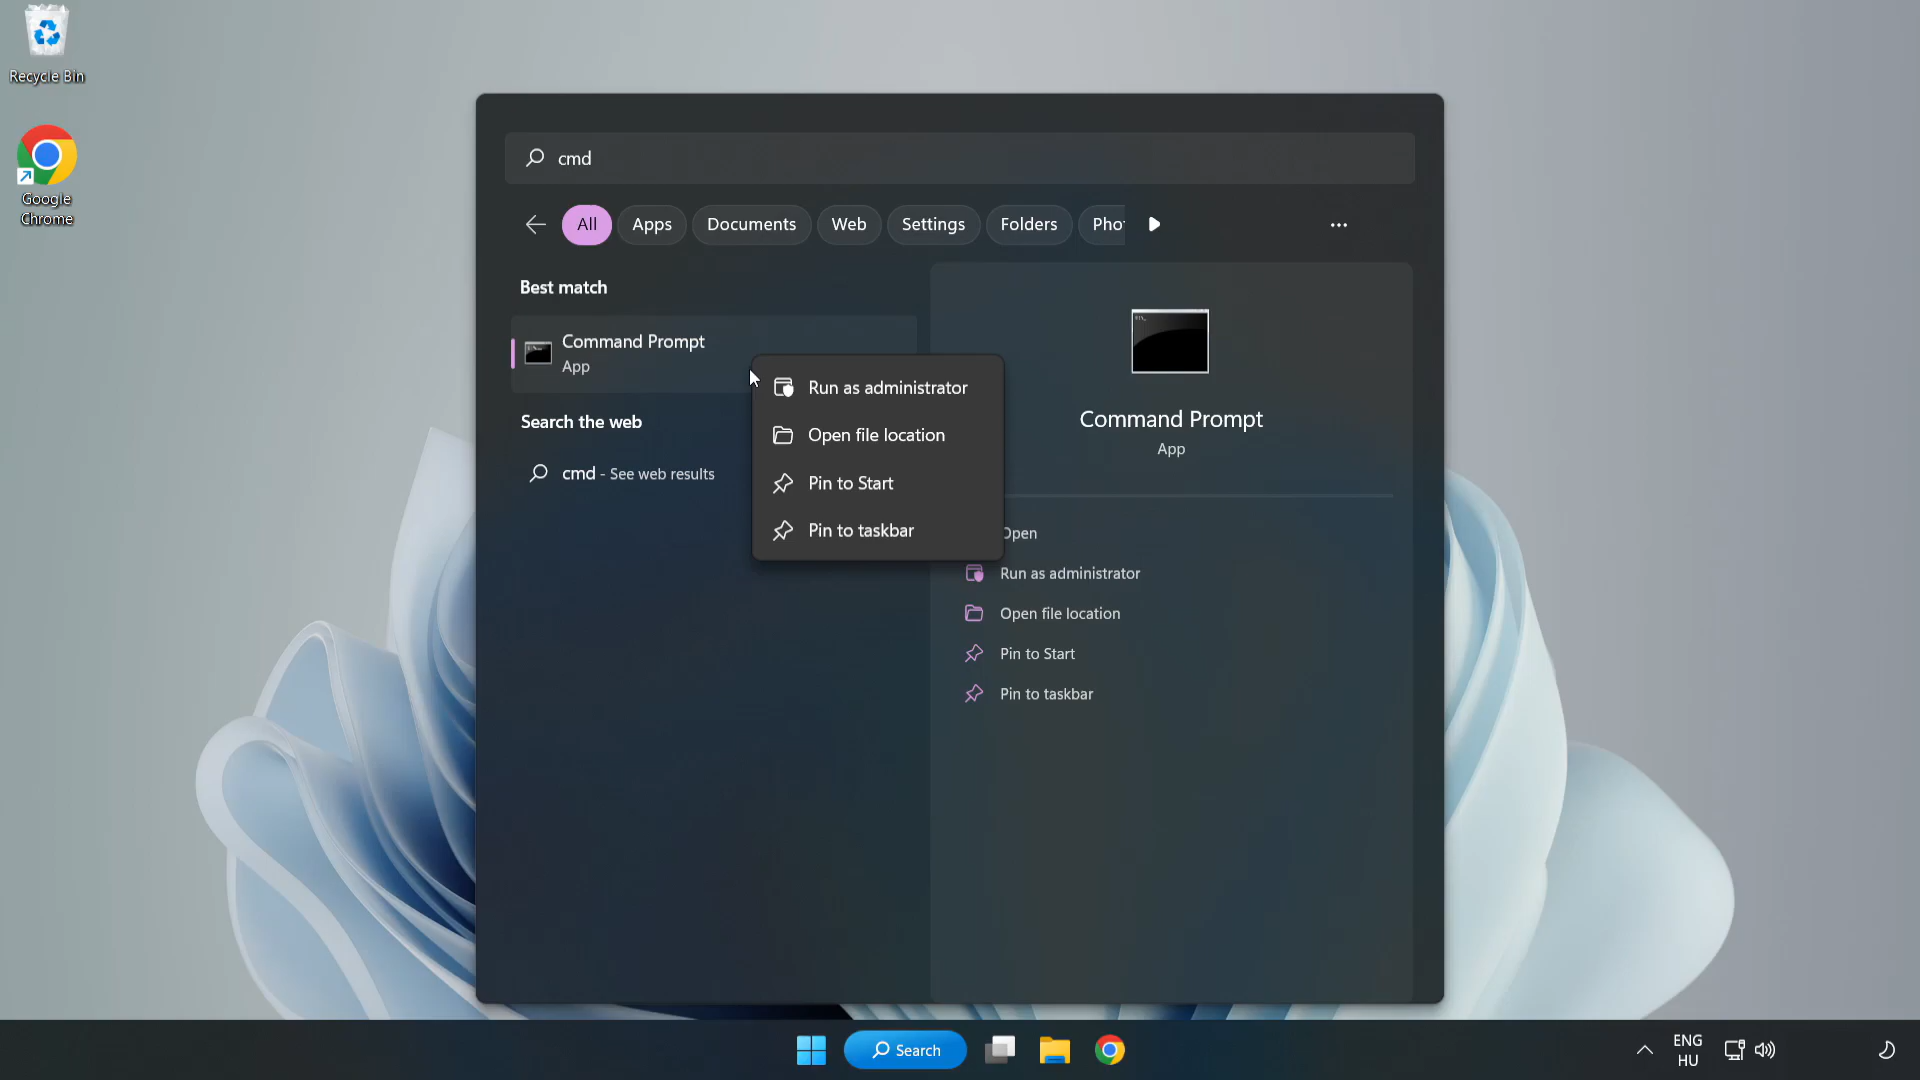 Recycle Bin
Google
Chrome
cmd
All
Apps
Documents
Web
Settings
Folders
Pho
Best match
Command Prompt
App
Search the web
cmd - See web results
Run as administrator
Open file location
Pin to Start
Pin to taskbar
Command Prompt
App
Open
Run as administrator
Open file location
Pin to Start
Pin to taskbar
Search
ENG
HU